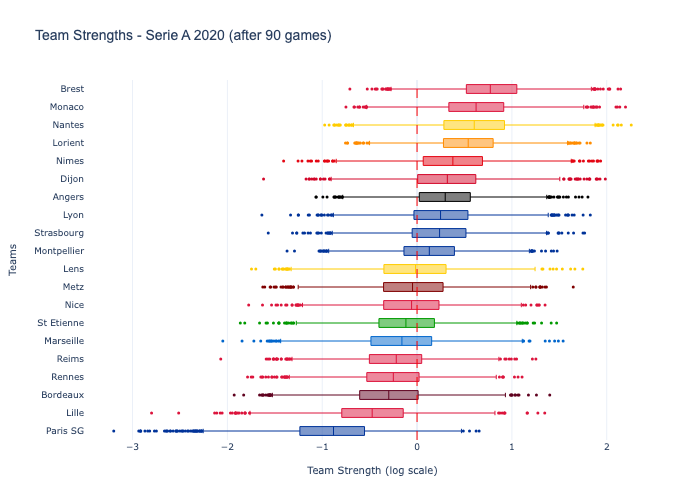 Team Strengths - Serie A 2020 (after 90 games)
Teams
Brest
Monaco
Nantes
Lorient
Nimes
Dijon
Angers
Lyon
Strasbourg
Montpellier
Lens
Metz
Nice
St Etienne
Marseille
Reims
Rennes
Bordeaux
Lille
Paris SG
−3 −2 −1 0 1 2
Team Strength (log scale)